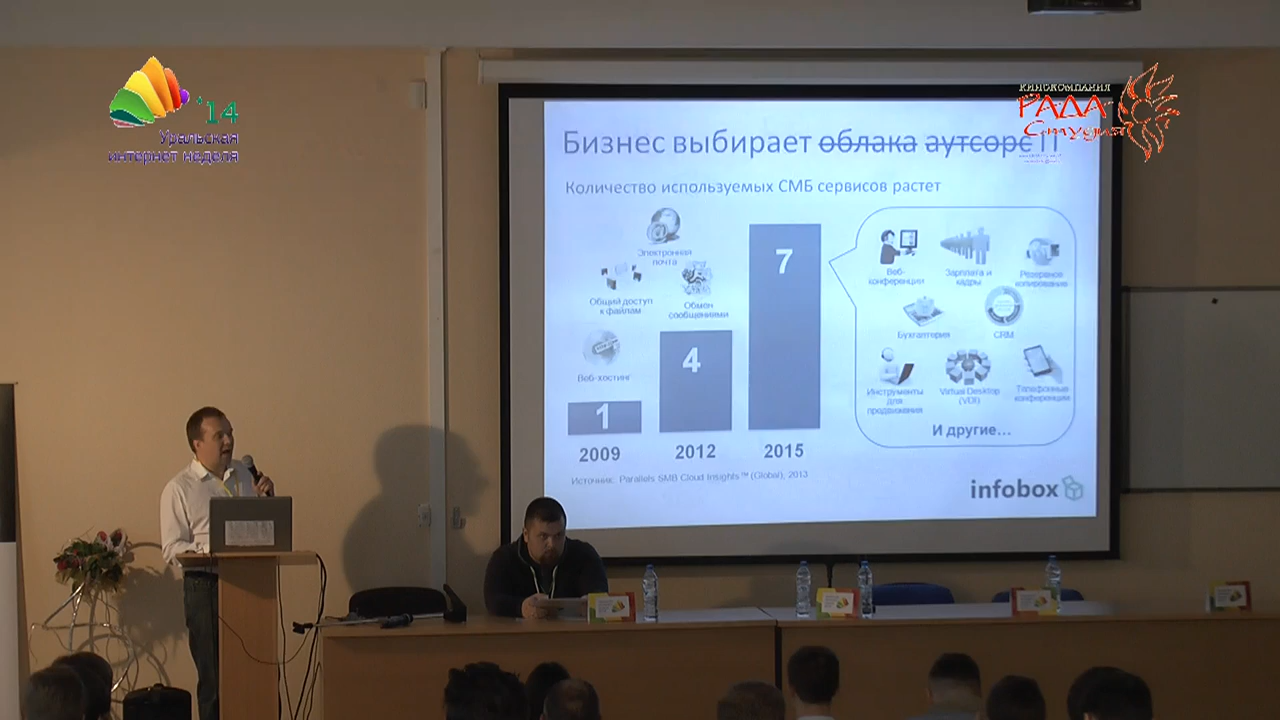 '14
Уральская
интернет неделя
КИНОКОМПАНИЯ
РАДА-
Студия
Бизнес выбирает облака аутсорс IT
Количество используемых СМБ сервисов растет
Электронная
почта
Общий доступ
к файлам
Обмен
сообщениями
Веб-хостинг
1
4
7
2009
2012
2015
Веб-
конференции
Зарплата и
кадры
Резервное
копирование
Бухгалтерия
CRM
Инструменты
для
продвижения
Virtual Desktop
(VDI)
Телефонные
конференции
И другие...
Источник: Parallels SMB Cloud Insights™ (Global), 2013
infobox